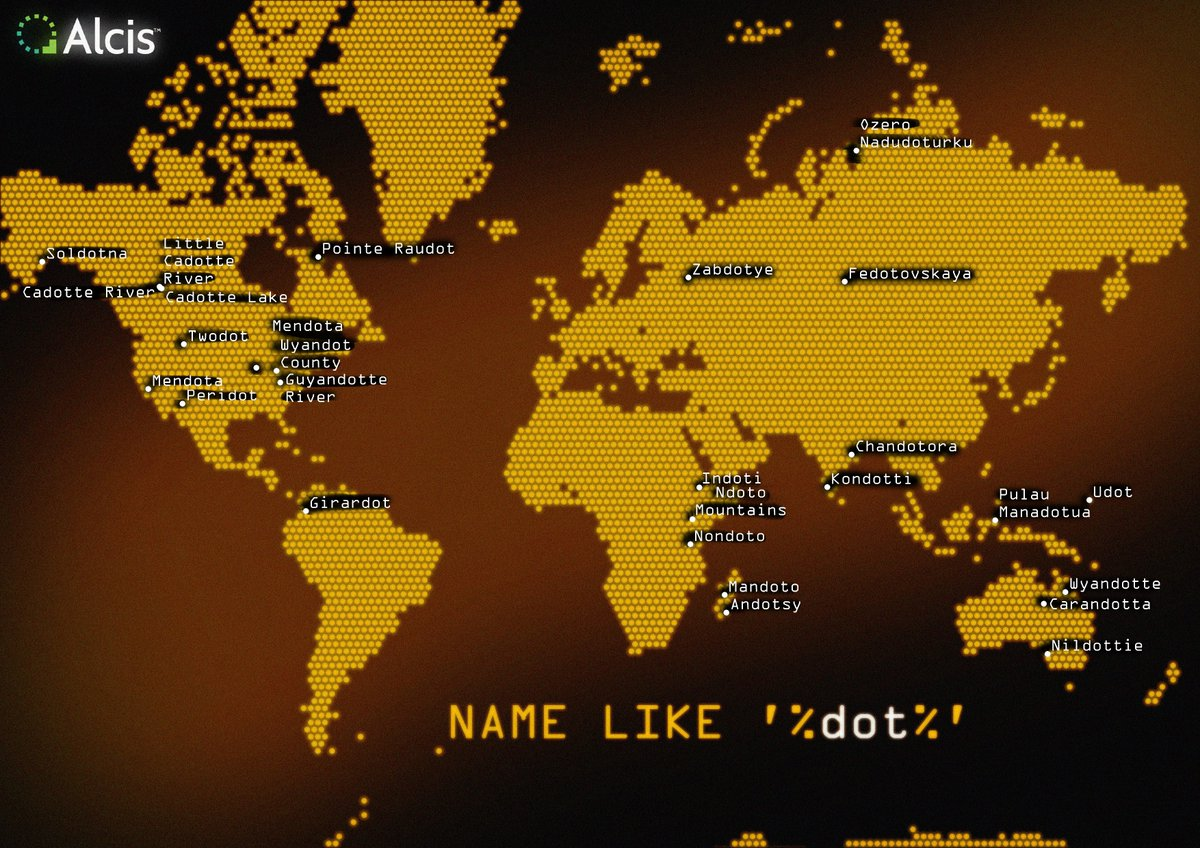 Alcis™
Ozero
Nadudoturku
Soldotna
Little
Cadotte
River
Pointe Raudot
Cadotte River
Cadotte Lake
Zabdotye
Fedotovskaya
Twodot
Mendota
Wyandot
County
Guyandotte
River
Mendota
Peridot
Chandotora
Girardot
Indoti
Ndoto
Mountains
Kondotti
Pulau
Manadotua
Udot
Nondoto
Mandoto
Andotsy
Wyandotte
Carandotta
Nildottie
NAME LIKE '%dot%'